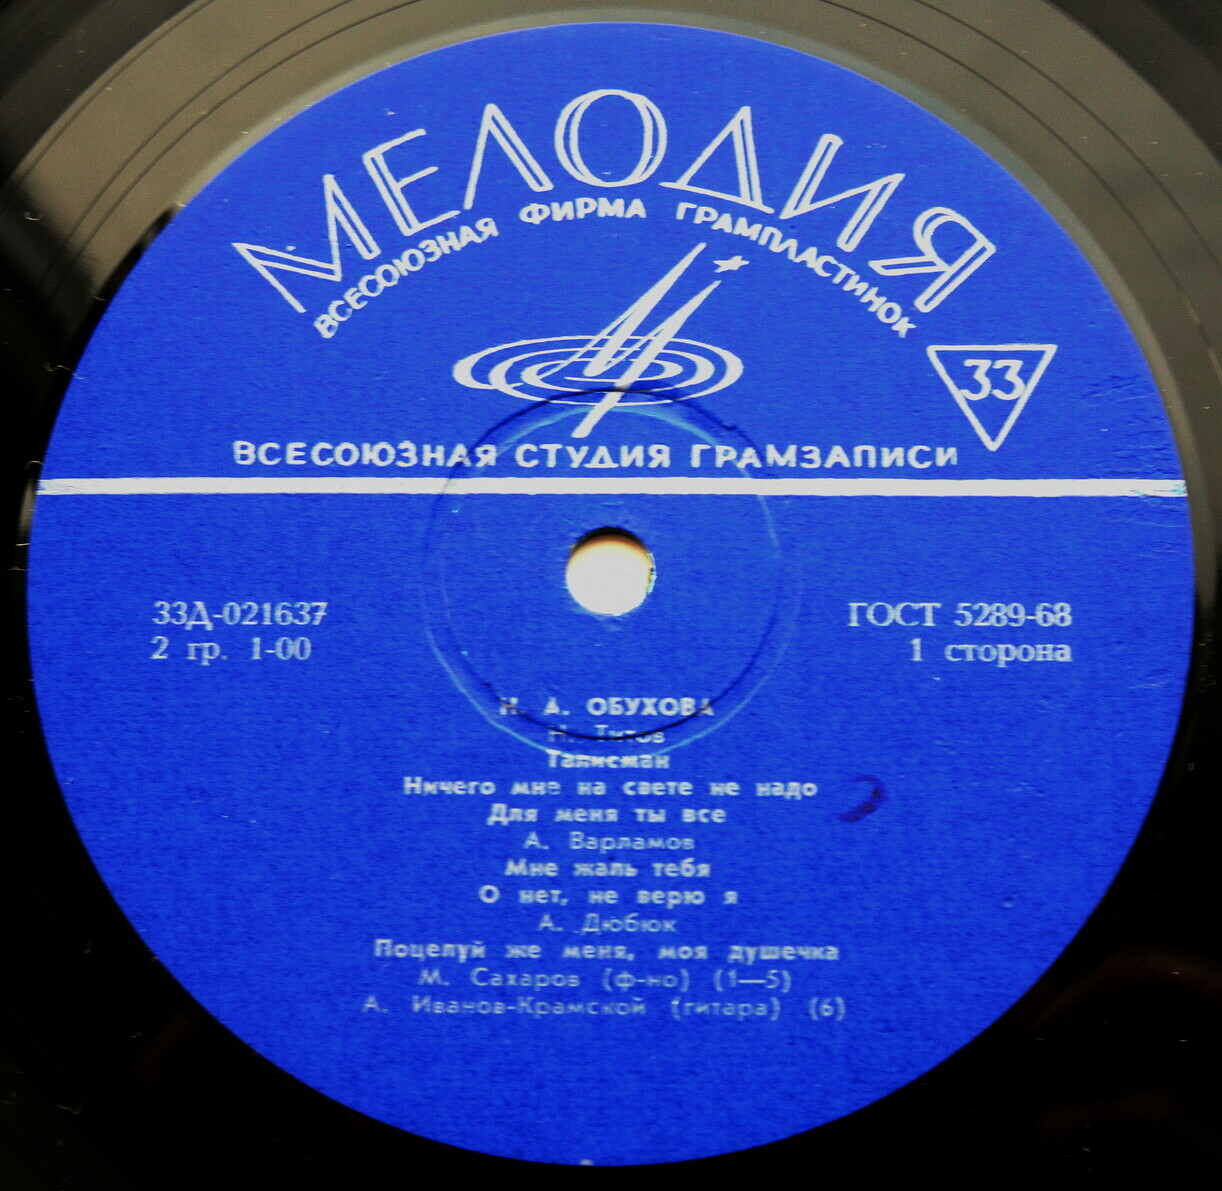 МЕЛОДИЯ
ВСЕСОЮЗНАЯ ФИРМА ГРАМПЛАСТИНОК
33
ВСЕСОЮЗНАЯ СТУДИЯ ГРАМЗАПИСИ
33Д-021637
2 гр. 1-00
ГОСТ 5289-68
1 сторона
Н. А. ОБУХОВА
Н. Титов
Талисман
Ничего мне на свете не надо
Для меня ты все
А. Варламов
Мне жаль тебя
О нет, не верю я
А. Дюбюк
Поцелуй же меня, моя душечка
М. Сахаров (ф-но) (1—5)
А. Иванов-Крамской (гитара) (6)